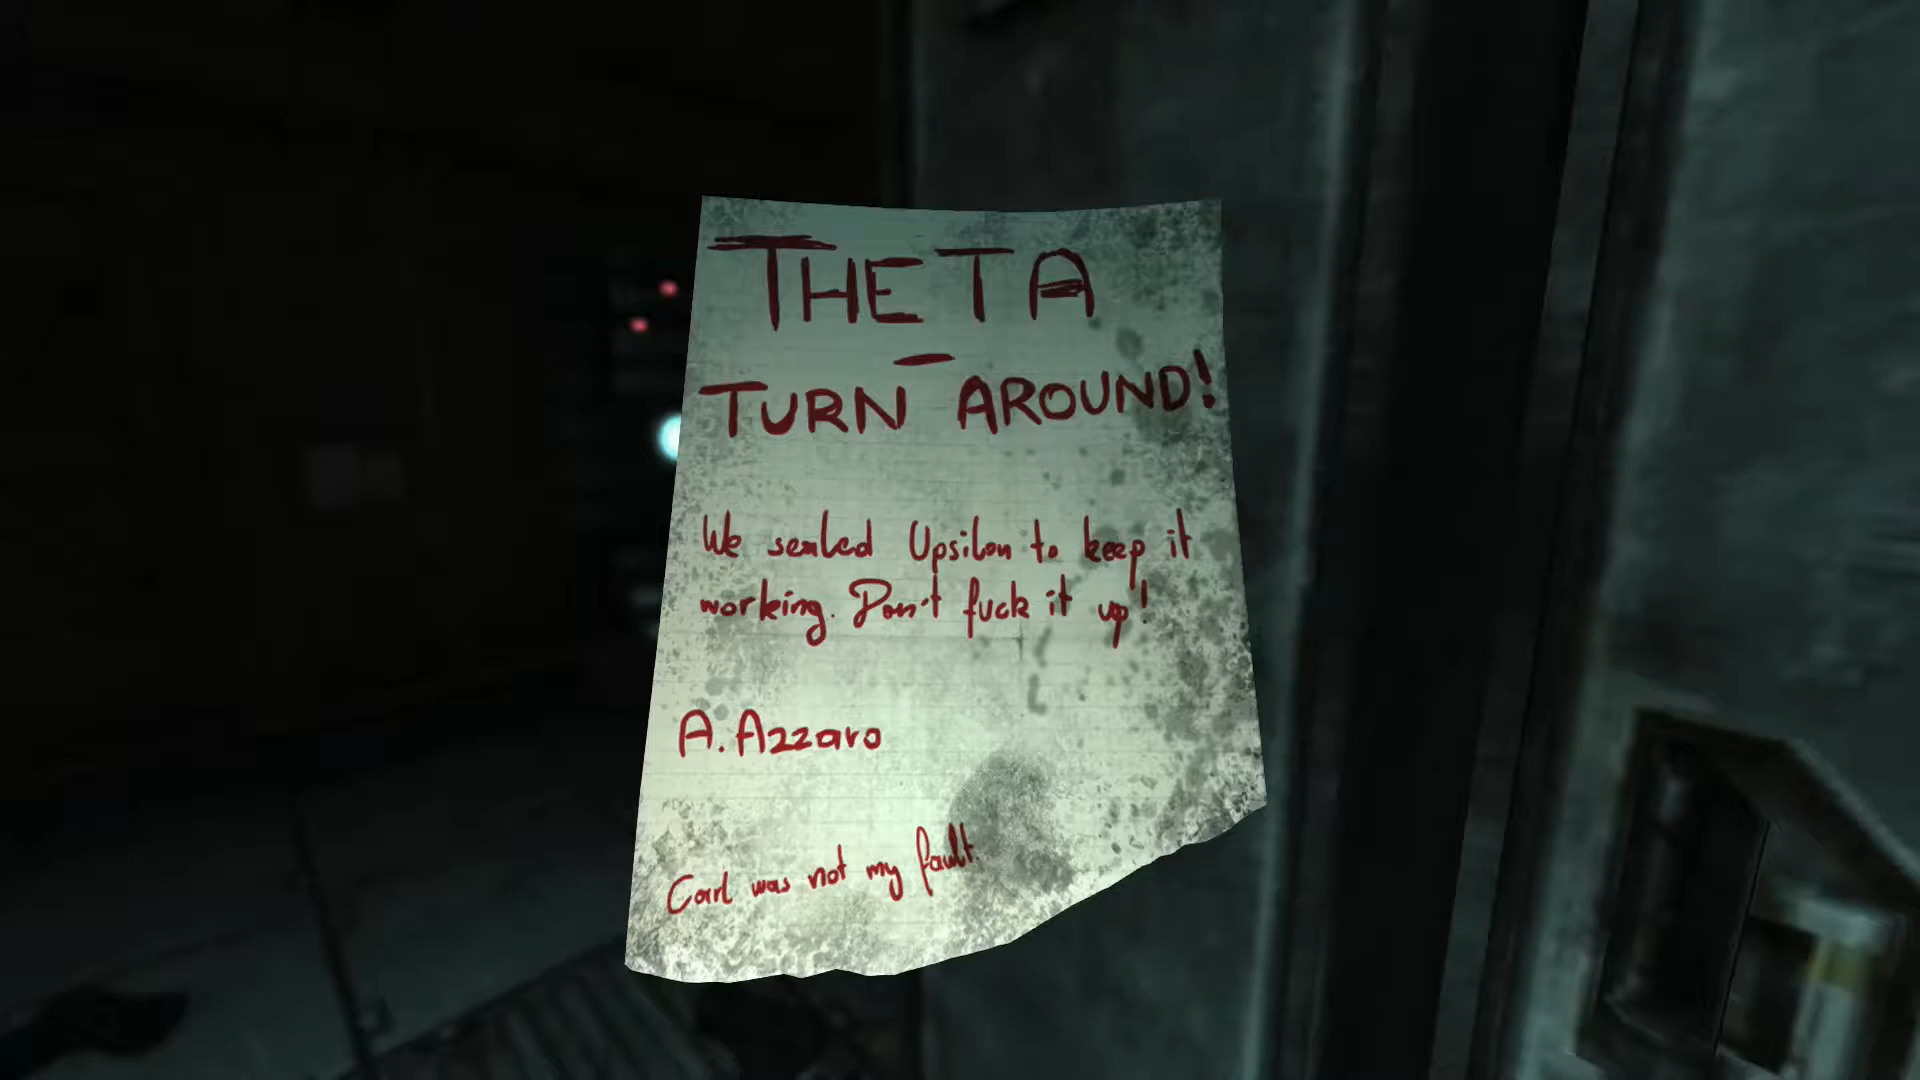 THETA
-
TURN AROUND!
We sealed Upsilon to keep it
working. Don't fuck it up!
A. Azzaro
Carl was not my fault.